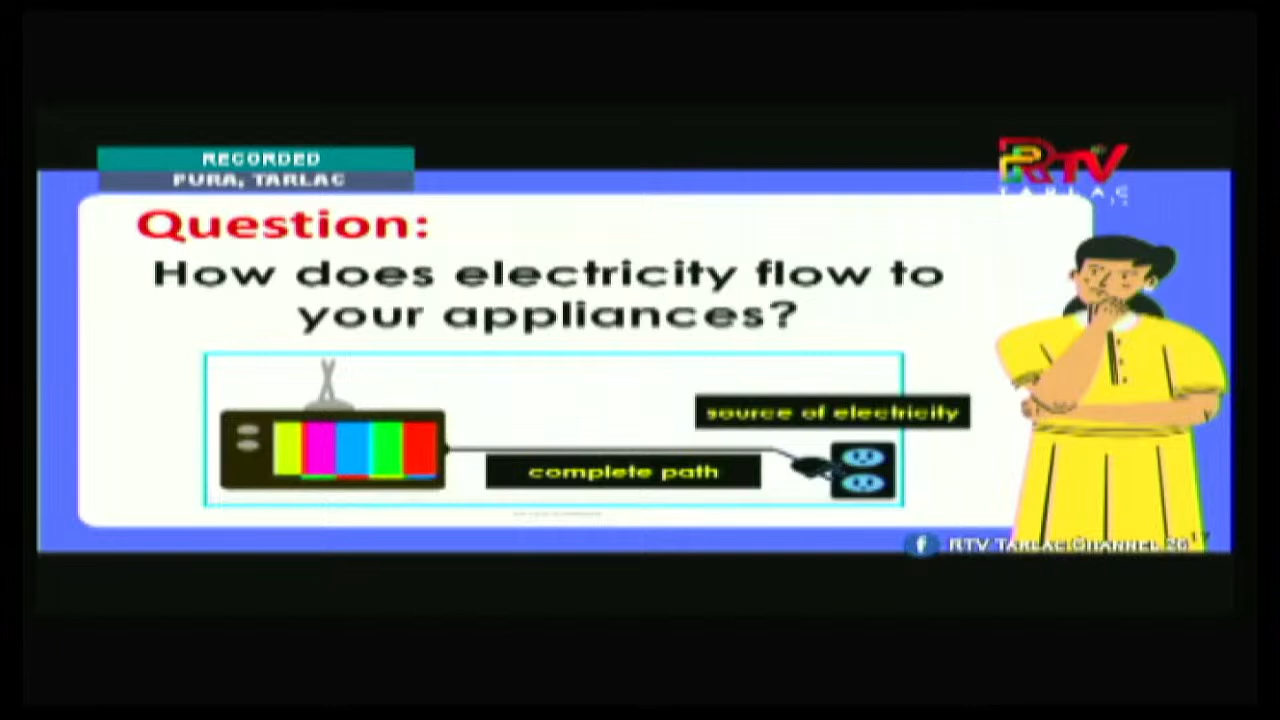 RECORDED
PURA, TARLAC
RTV
TARLAC
Question:
How does electricity flow to
your appliances?
source of electricity
complete path
f RTV TARLAC CHANNEL 26